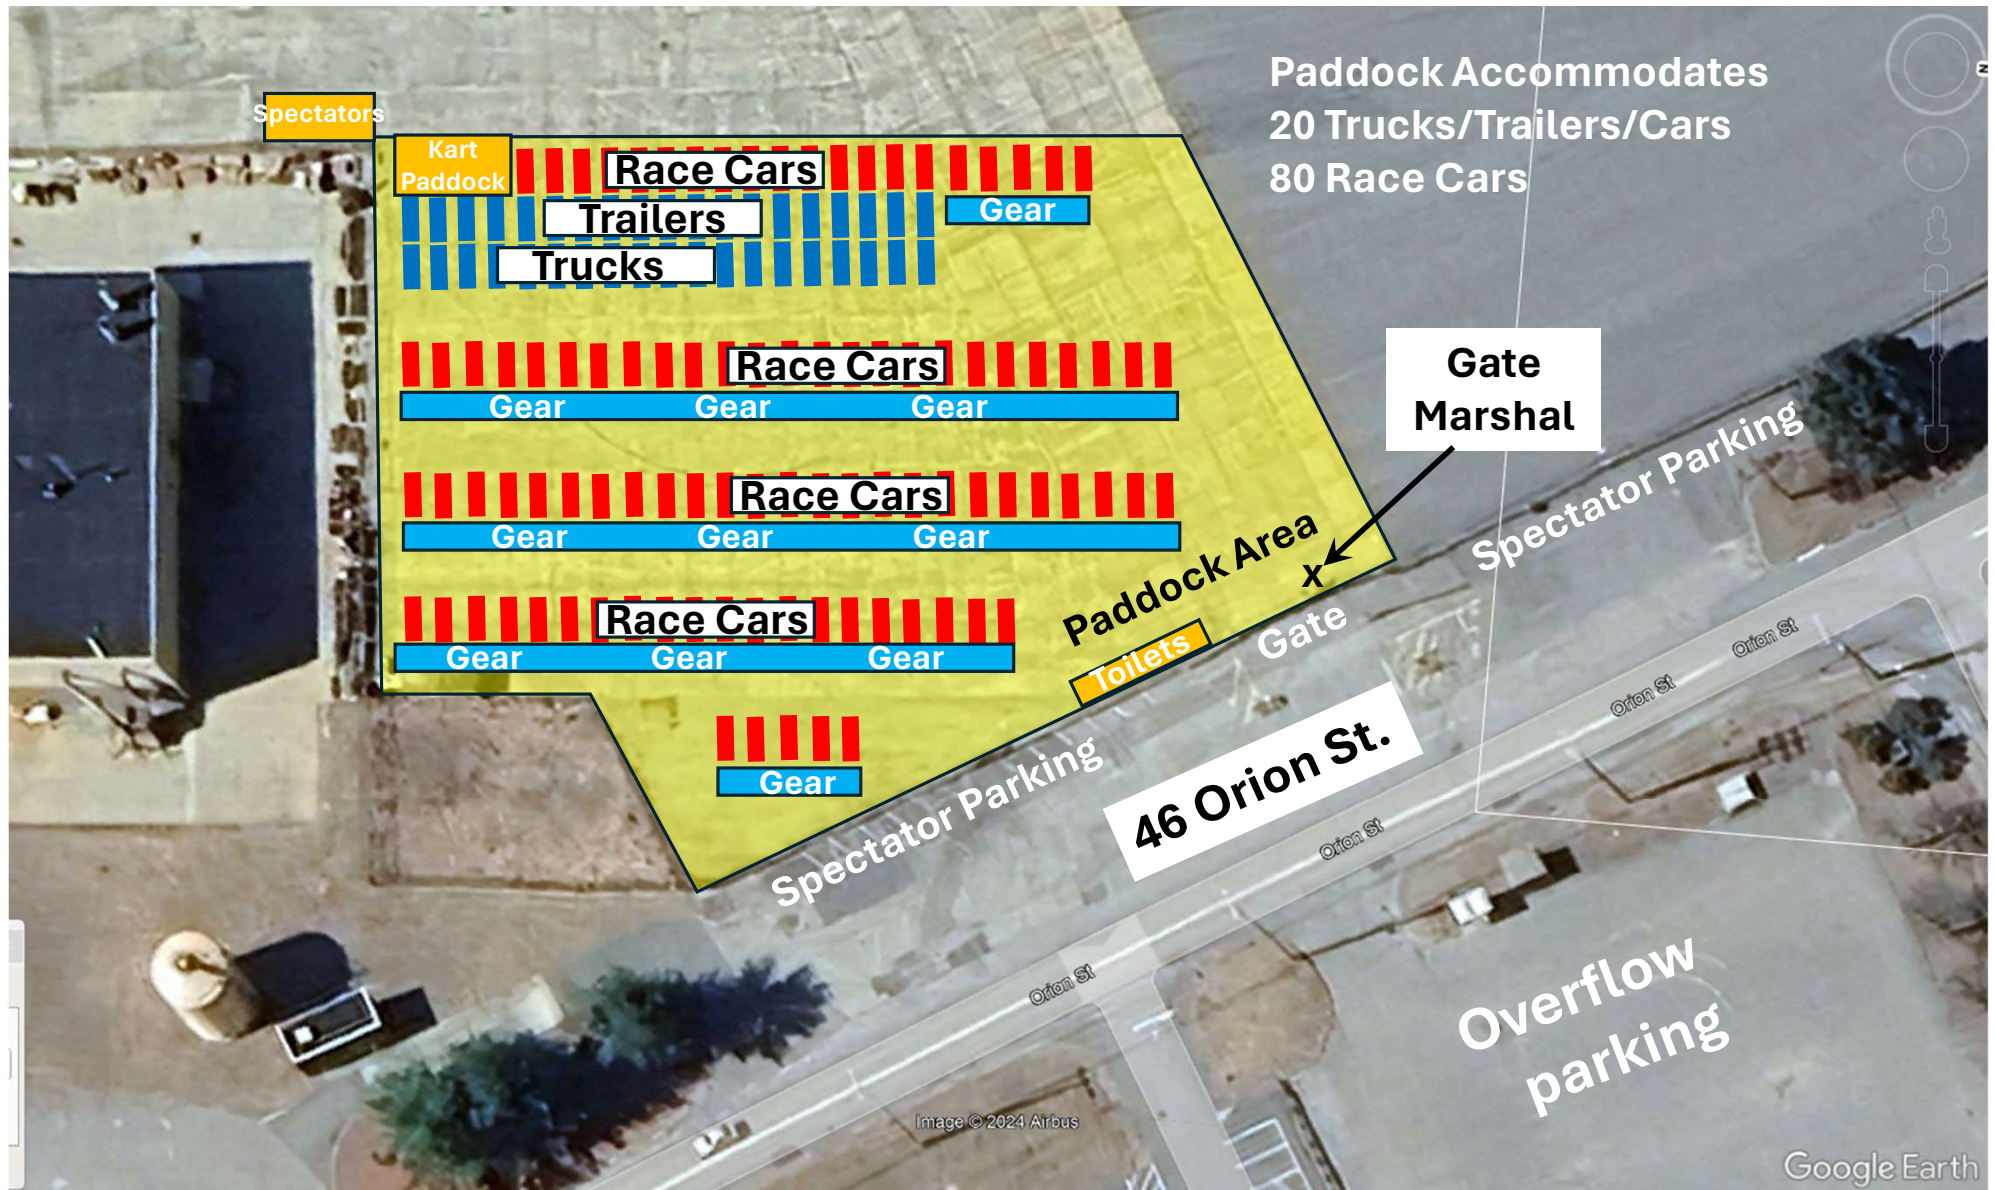 Paddock Accommodates
20 Trucks/Trailers/Cars
80 Race Cars
N
Spectators
Kart
Paddock
Race Cars
Trailers
Gear
Trucks
Race Cars
Gear Gear Gear
Gate
Marshal
Spectator Parking
Race Cars
Gear Gear Gear
Paddock Area
x
Gate
Toilets
Race Cars
Gear Gear Gear
Orion St
Orion St
46 Orion St.
Gear
Spectator Parking
Orion St
Orion St
Overflow
parking
Image © 2024 Airbus
Google Earth